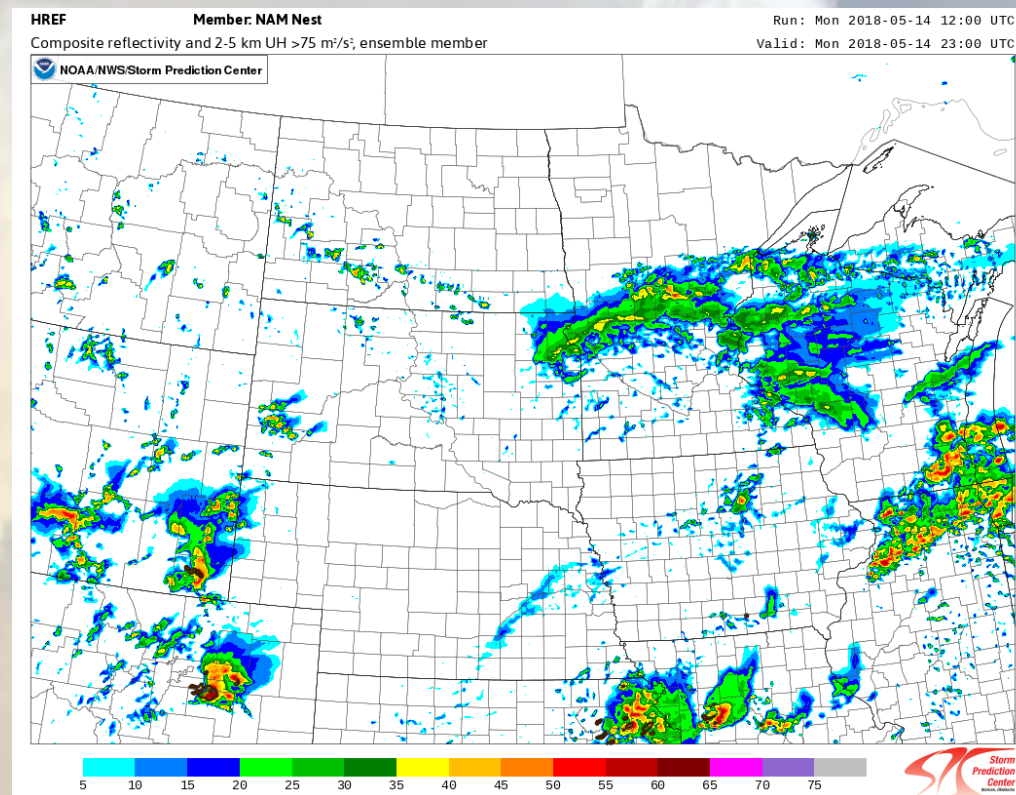 HREF Member: NAM Nest Run: Mon 2018-05-14 12:00 UTC
Composite reflectivity and 2-5 km UH >75 m²/s², ensemble member Valid: Mon 2018-05-14 23:00 UTC
NOAA/NWS/Storm Prediction Center
5 10 15 20 25 30 35 40 45 50 55 60 65 70 75
Storm
Prediction
Center
Norman, Oklahoma